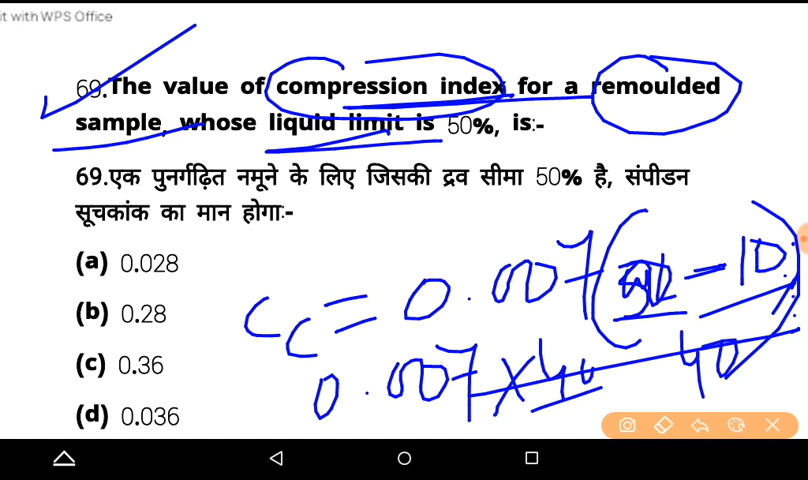 it with WPS Office
69.The value of compression index for a remoulded
sample, whose liquid limit is 50%, is:-
69.एक पुनर्गढ़ित नमूने के लिए जिसकी द्रव सीमा 50% है, संपीडन
सूचकांक का मान होगाः-
(a) 0.028
(b) 0.28
(c) 0.36
(d) 0.036
Cc = 0.007 ( - 10)
0.007 × 40 40